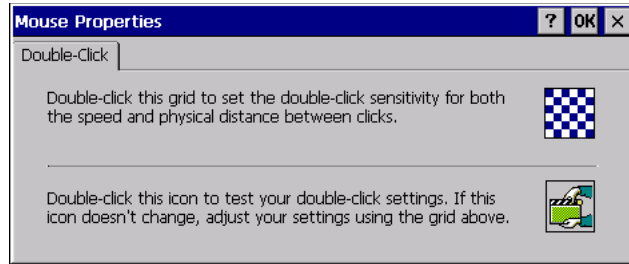 Mouse Properties ? OK ×
Double-Click
Double-click this grid to set the double-click sensitivity for both
the speed and physical distance between clicks.
Double-click this icon to test your double-click settings. If this
icon doesn't change, adjust your settings using the grid above.